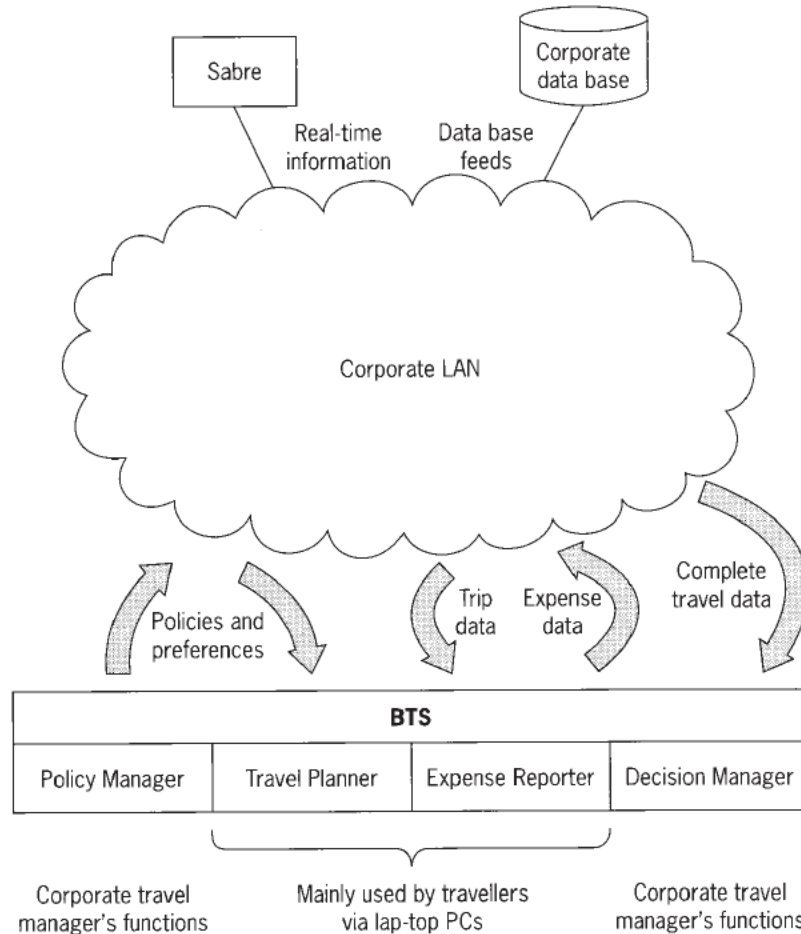 Sabre
Corporate
data base
Real-time
information
Data base
feeds
Corporate LAN
Policies and
preferences
Trip
data
Expense
data
Complete
travel data
BTS
Policy Manager
Travel Planner
Expense Reporter
Decision Manager
Corporate travel
manager's functions
Mainly used by travellers
via lap-top PCs
Corporate travel
manager's functions